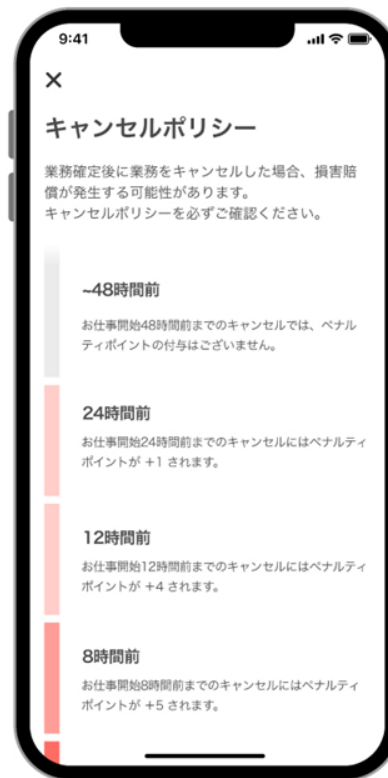 9:41
キャンセルポリシー
業務確定後に業務をキャンセルした場合、損害賠
償が発生する可能性があります。
キャンセルポリシーを必ずご確認ください。
~48時間前
お仕事開始48時間前までのキャンセルでは、ペナル
ティポイントの付与はございません。
24時間前
お仕事開始24時間前までのキャンセルにはペナルティ
ポイントが +1 されます。
12時間前
お仕事開始12時間前までのキャンセルにはペナルティ
ポイントが +4 されます。
8時間前
お仕事開始8時間前までのキャンセルにはペナルティ
ポイントが +5 されます。